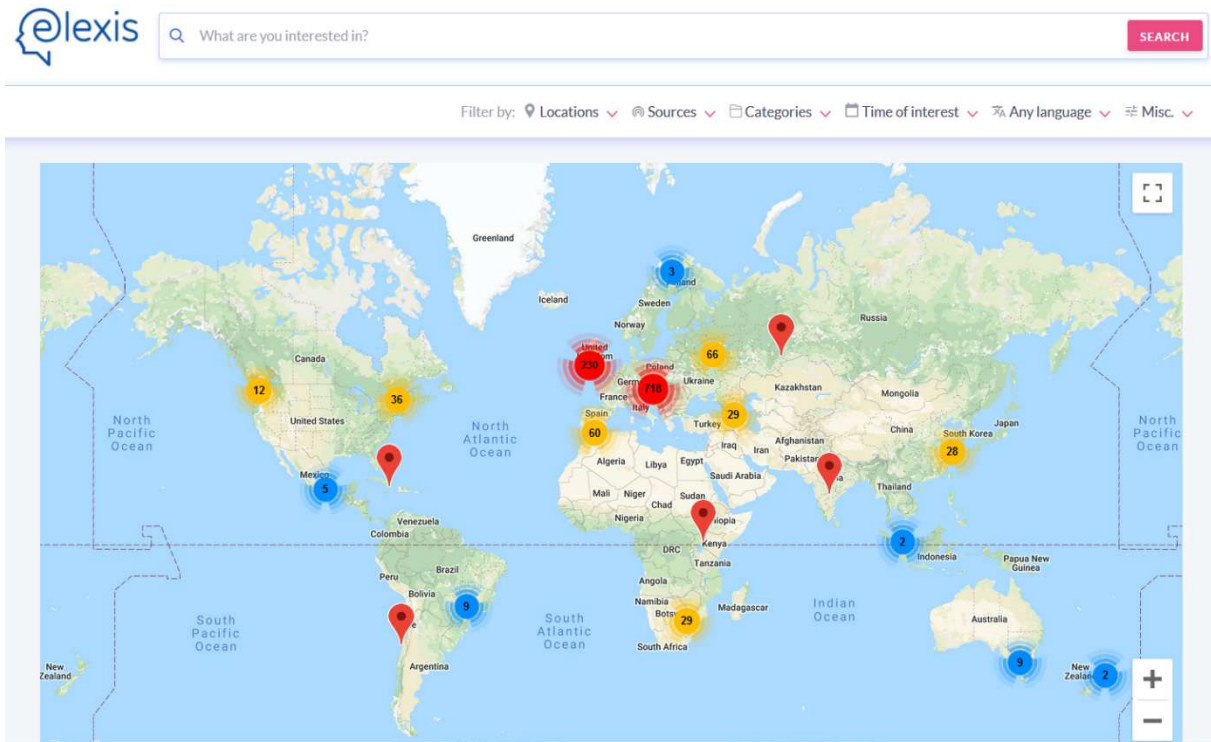 elexis
What are you interested in?
SEARCH
Filter by: Locations Sources Categories Time of interest Any language Misc.
Greenland
3
Iceland
Sweden
Russia
Norway
United
Canada
230
66
Poland
12
36
718
Ukraine
Kazakhstan
Mongolia
France
Italy
United States
North
Pacific
Ocean
North
Atlantic
Ocean
Spain
60
Turkey
29
China
South Korea
Japan
28
North
Pacific
Ocean
Iraq
Iran
Afghanistan
Algeria
Libya
Egypt
Saudi Arabia
Mexico
5
Mali
Niger
Chad
Sudan
Thailand
Nigeria
Venezuela
Colombia
DRC
Kenya
Tanzania
2
Indonesia
Papua New
Guinea
Peru
Brazil
Bolivia
Angola
Namibia
9
29
Madagascar
Indian
Ocean
South
Pacific
Ocean
South
Atlantic
Ocean
Australia
South Africa
Argentina
9
New
Zealand
New
2